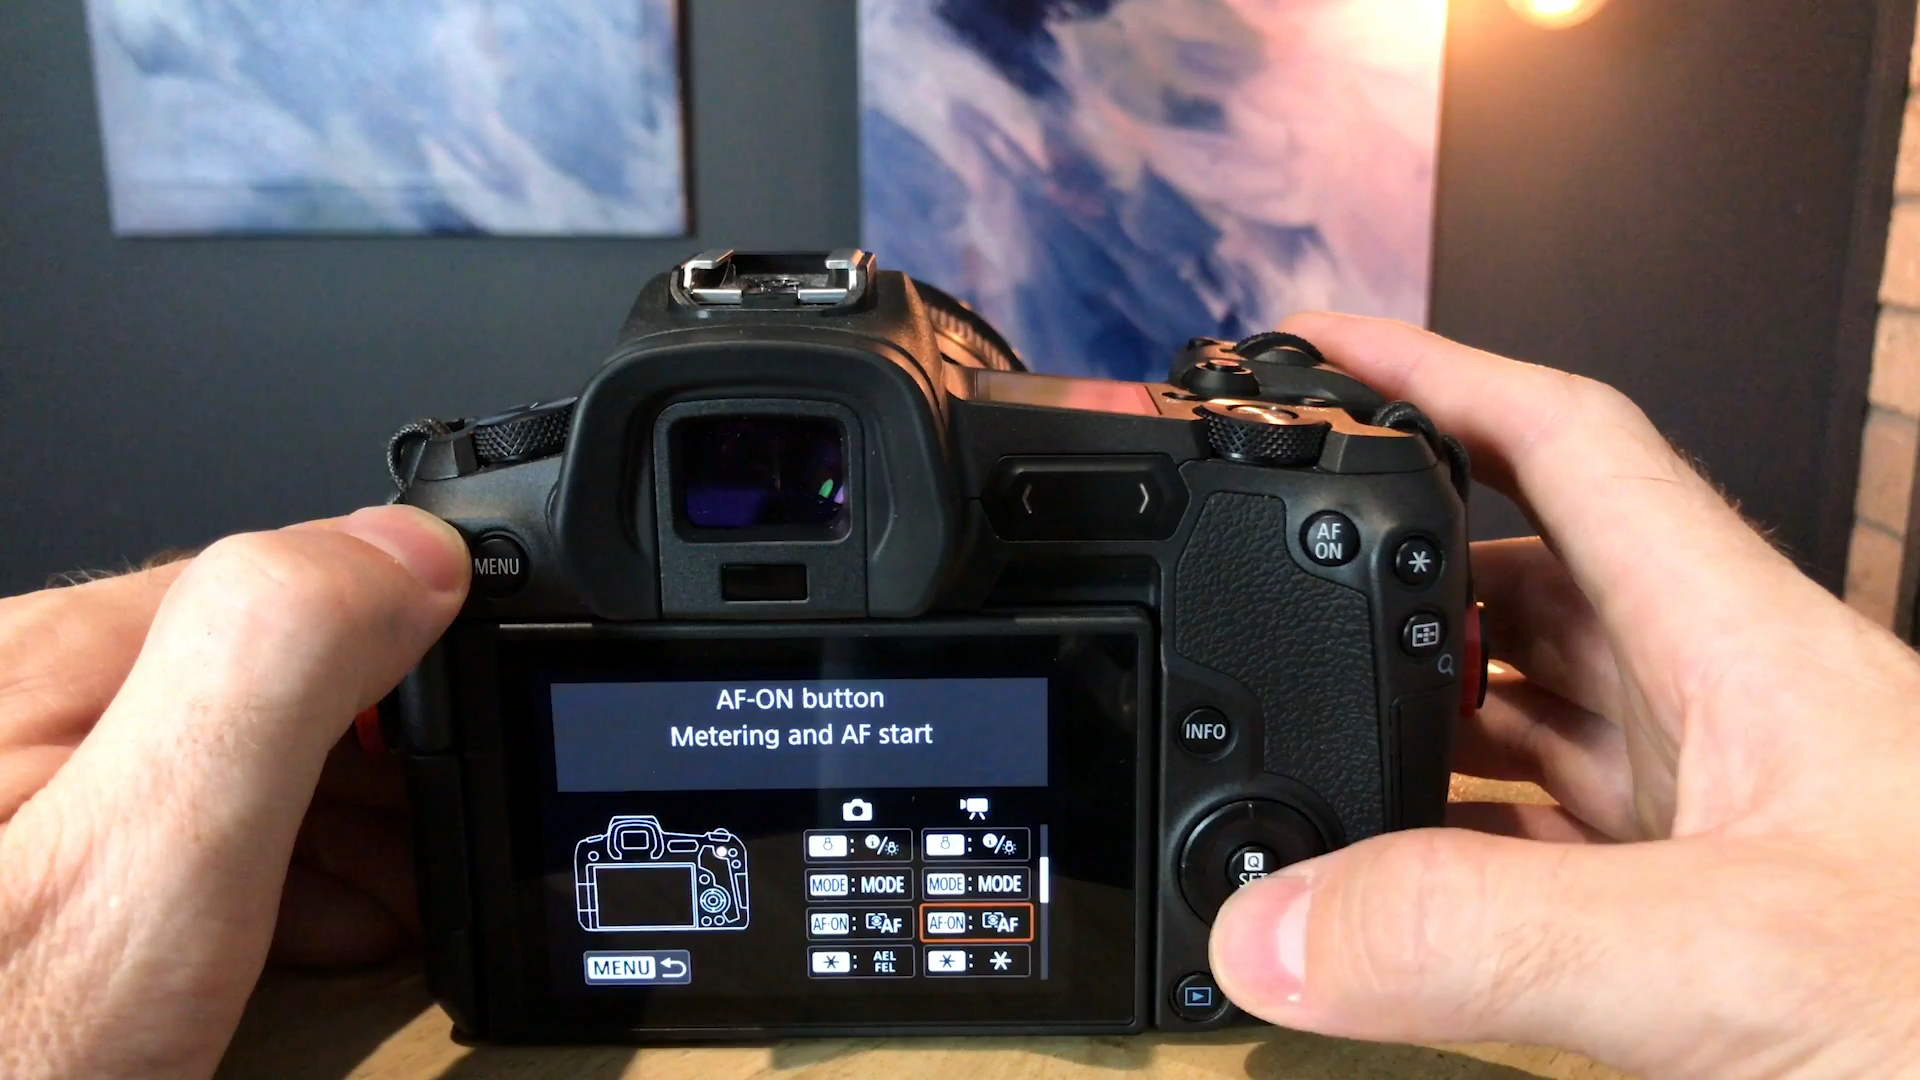 MENU
AF
ON
AF-ON button
Metering and AF start
INFO
MODE : MODE
MODE : MODE
AF-ON : AF
AF-ON : AF
* : AEL
FEL
* : *
MENU
Q
SET